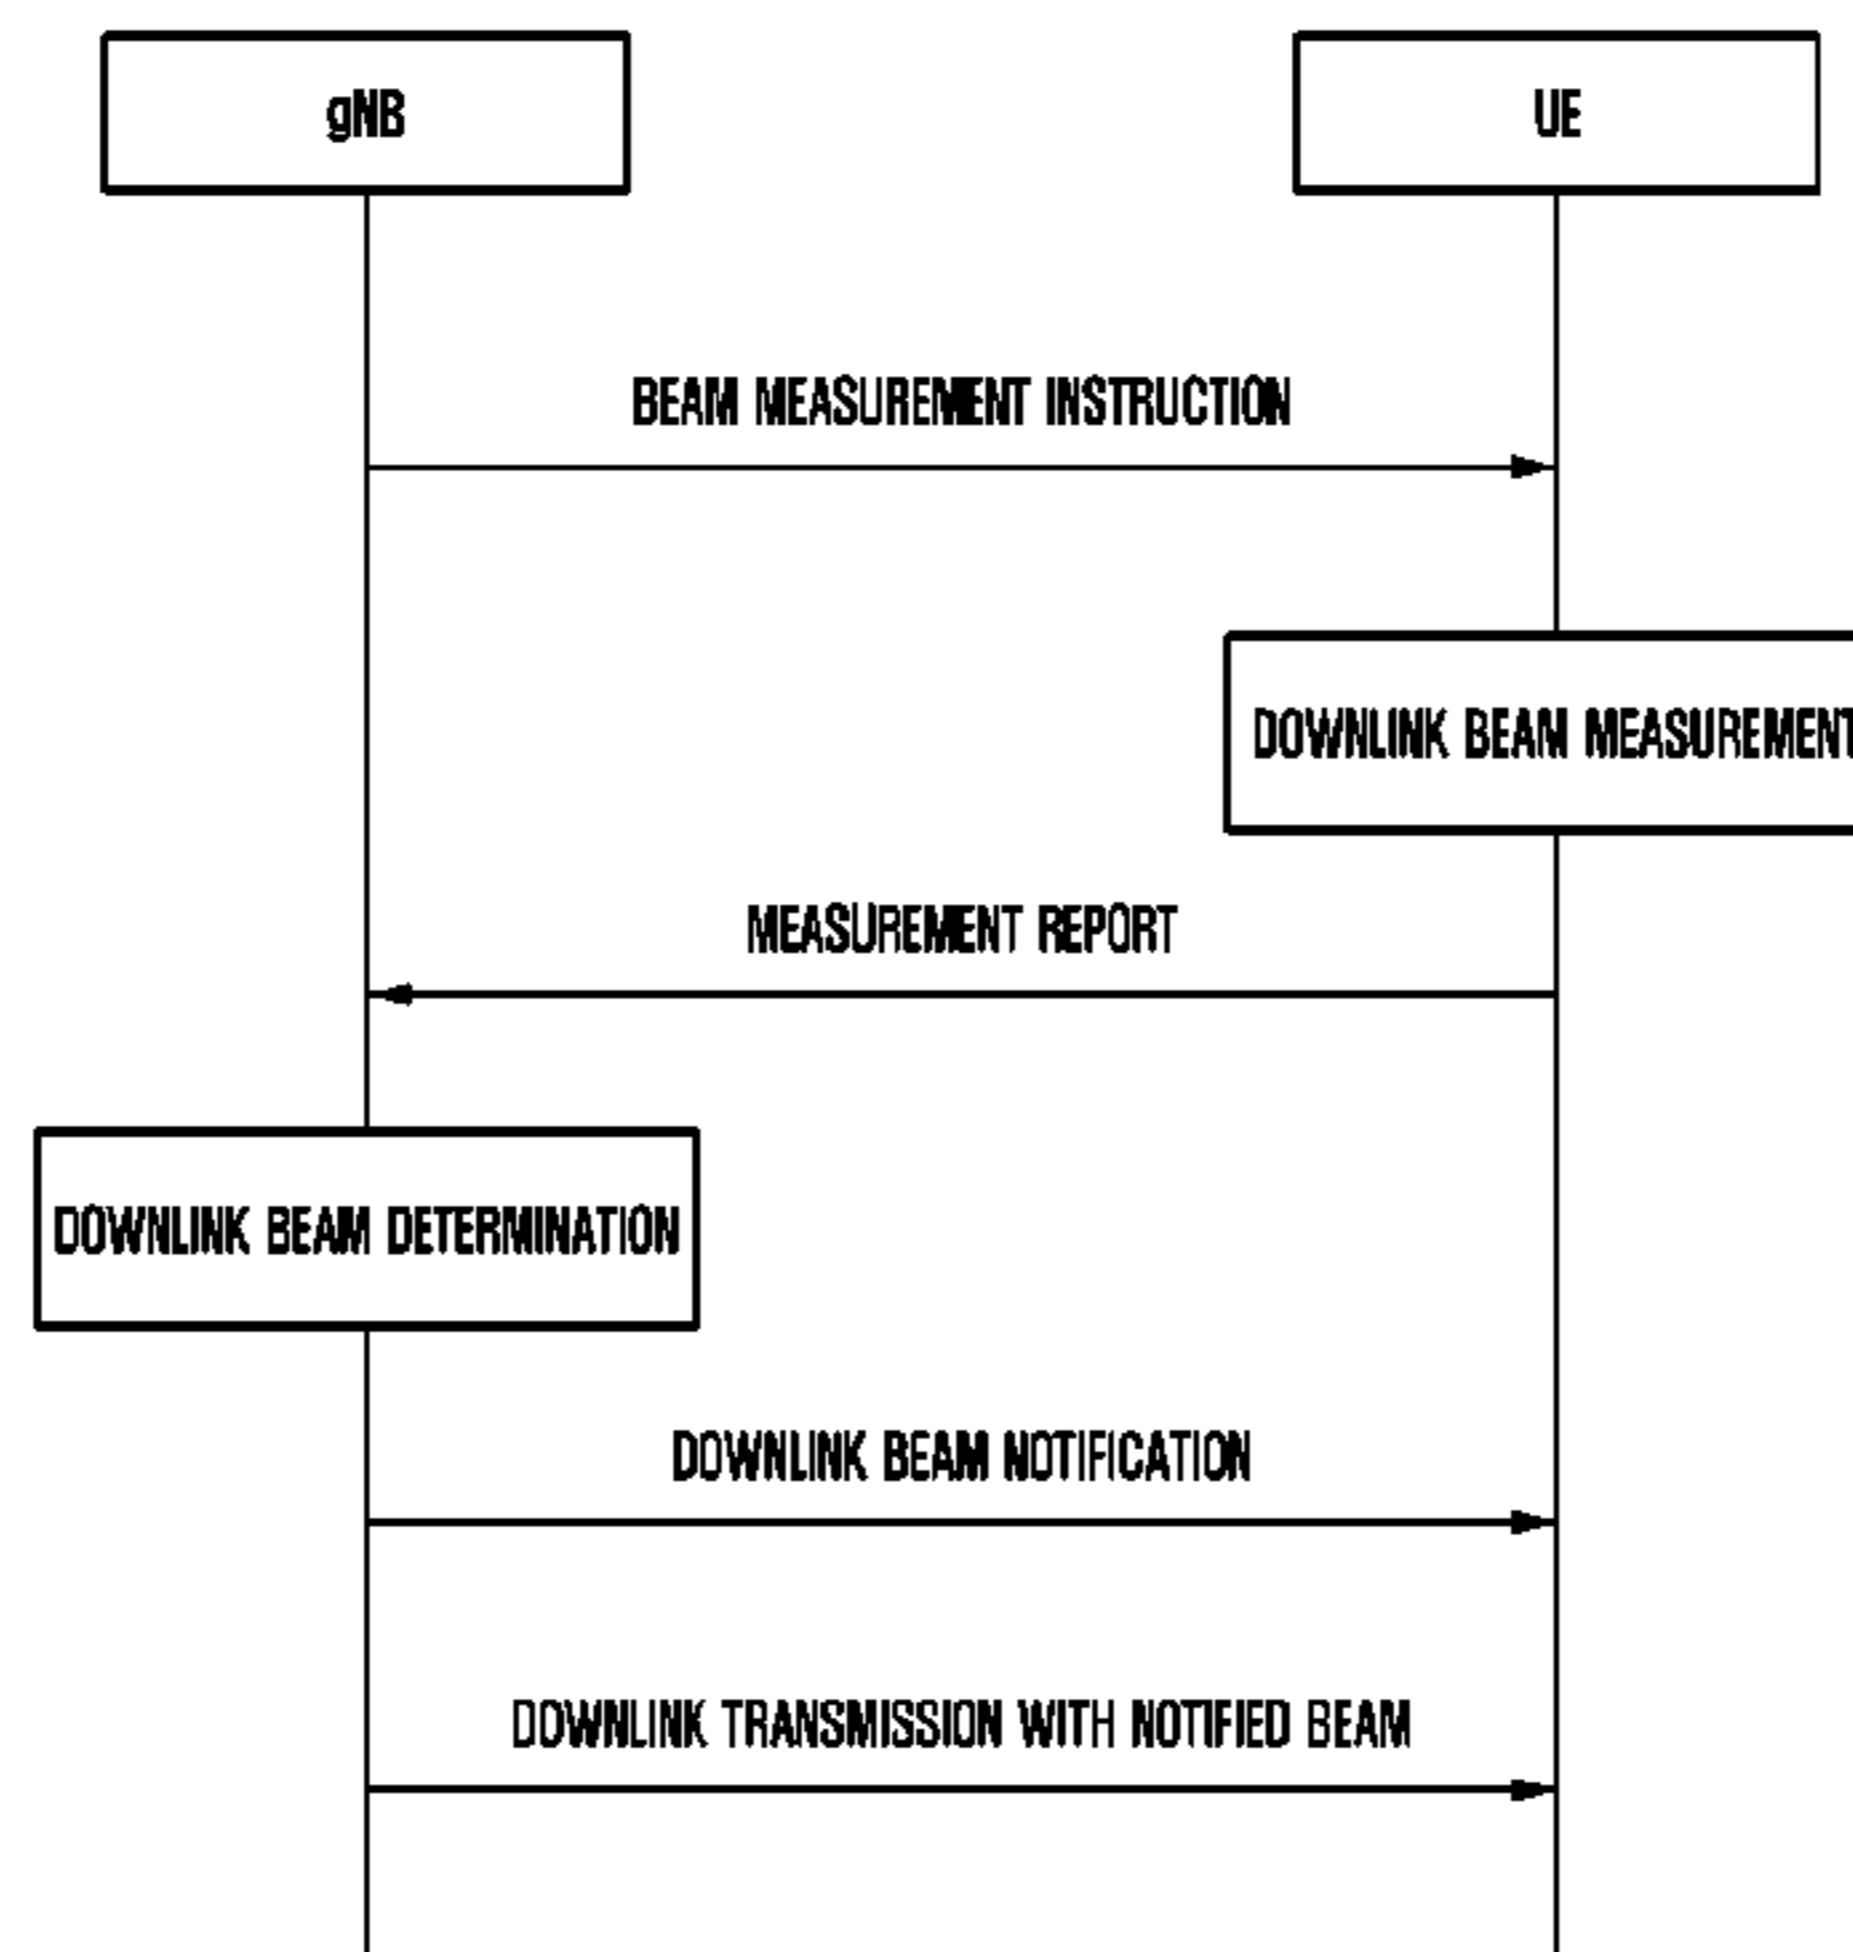 gNB
UE
BEAM MEASUREMENT INSTRUCTION
DOWNLINK BEAM MEASUREMENT
MEASUREMENT REPORT
DOWNLINK BEAM DETERMINATION
DOWNLINK BEAM NOTIFICATION
DOWNLINK TRANSMISSION WITH NOTIFIED BEAM